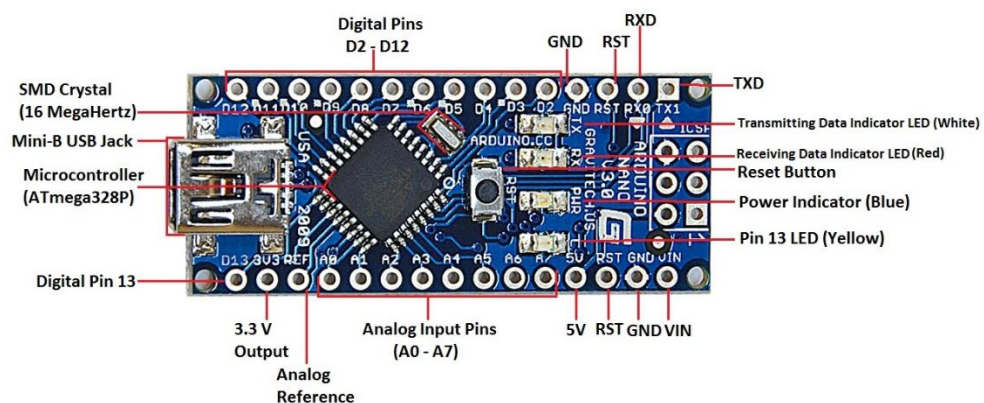 Digital Pins
D2 - D12
GND
RST
RXD
TXD
SMD Crystal
(16 MegaHertz)
Mini-B USB Jack
Microcontroller
(ATmega328P)
Digital Pin 13
3.3 V
Output
Analog
Reference
Analog Input Pins
(A0 - A7)
5V
RST
GND
VIN
Transmitting Data Indicator LED (White)
Receiving Data Indicator LED (Red)
Reset Button
Power Indicator (Blue)
Pin 13 LED (Yellow)
D12 D11 D10 D9 D8 D7 D6 D5 D4 D3 D2 GND RST RX0 TX1
USA
2009
ARDUINO.CC
TX
RX
PWR
L
RST
GRAVITECH.US
ARDUINO
NANO
V3.0
ICSP
1
D13 3V3 REF A0 A1 A2 A3 A4 A5 A6 A7 5V RST GND VIN